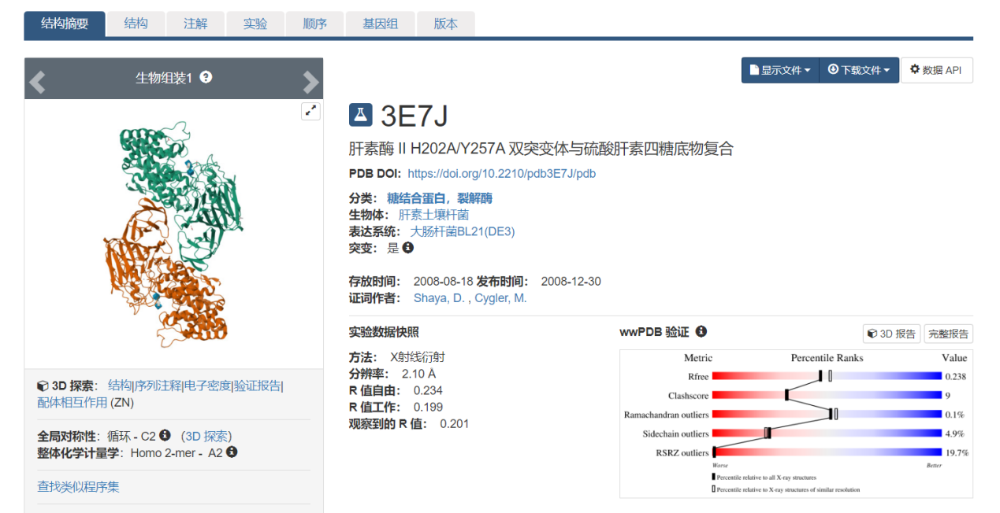 结构摘要 结构 注解 实验 顺序 基因组 版本
生物组装1
显示文件 下载文件 数据 API
3E7J
肝素酶 II H202A/Y257A 双突变体与硫酸肝素四糖底物复合
PDB DOI: https://doi.org/10.2210/pdb3E7J/pdb
分类: 糖结合蛋白，裂解酶
生物体: 肝素土壤杆菌
表达系统: 大肠杆菌BL21(DE3)
突变: 是
存放时间: 2008-08-18 发布时间: 2008-12-30
证词作者: Shaya, D. , Cygler, M.
实验数据快照
方法: X射线衍射
分辨率: 2.10 Å
R 值自由: 0.234
R 值工作: 0.199
观察到的 R 值: 0.201
wwPDB 验证 3D 报告 完整报告
Metric Percentile Ranks Value
Rfree 0.238
Clashscore 9
Ramachandran outliers 0.1%
Sidechain outliers 4.9%
RSRZ outliers 19.7%
Worse Better
Percentile relative to all X-ray structures
Percentile relative to X-ray structures of similar resolution
3D 探索: 结构|序列注释|电子密度|验证报告|
配体相互作用 (ZN)
全局对称性: 循环 - C2 (3D 探索)
整体化学计量学: Homo 2-mer - A2
查找类似程序集